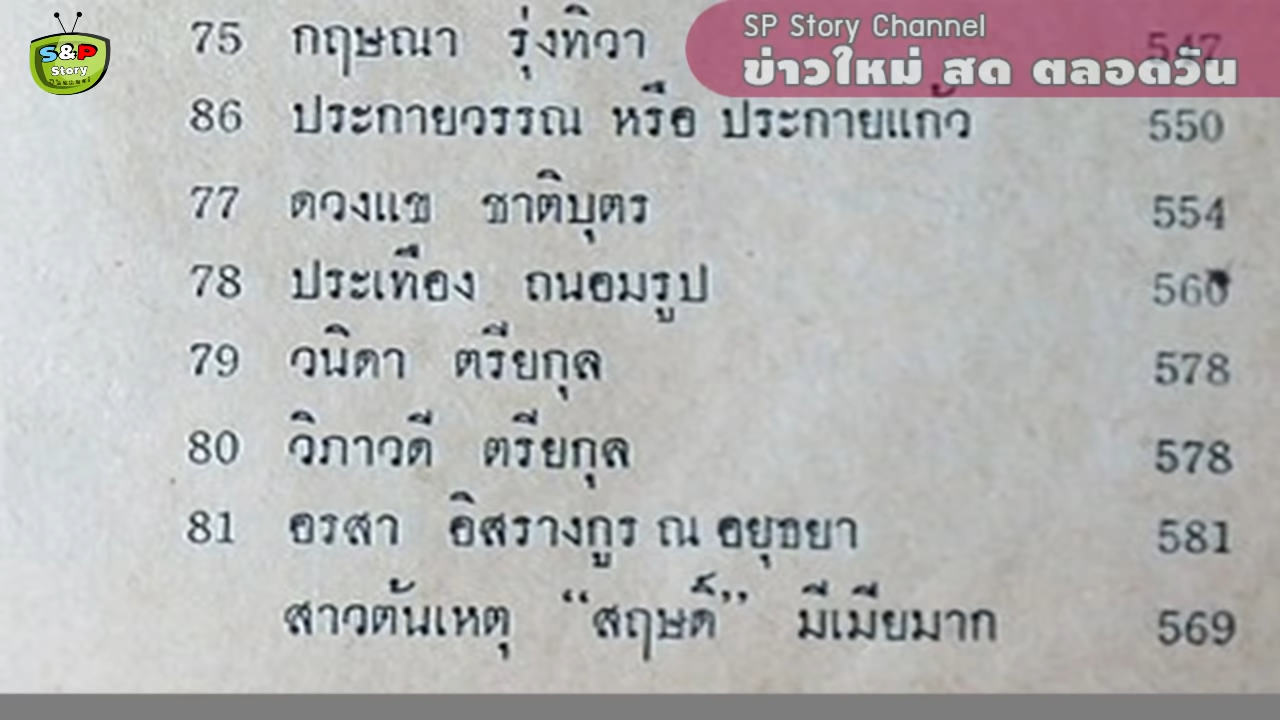 S&P
Story
SP Story Channel
ข่าวใหม่ สด ตลอดวัน
75 กฤษณา รุ่งทิวา 547
86 ประกายวรรณ หรือ ประกายแก้ว 550
77 ดวงแข ชาติบุตร 554
78 ประเทือง ถนอมรูป 560
79 วนิดา ตรียกุล 578
80 วิภาวดี ตรียกุล 578
81 อรสา อิสรางกูร ณ อยุธยา 581
สาวต้นเหตุ “สฤษดิ์” มีเมียมาก 569